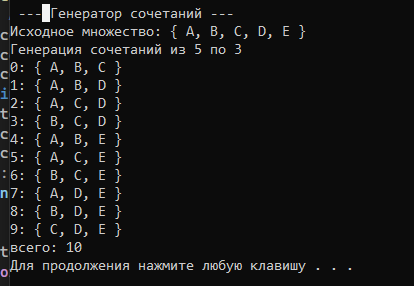 --- Генератор сочетаний ---
Исходное множество: { A, B, C, D, E }
Генерация сочетаний из 5 по 3
0: { A, B, C }
1: { A, B, D }
2: { A, C, D }
3: { B, C, D }
4: { A, B, E }
5: { A, C, E }
6: { B, C, E }
7: { A, D, E }
8: { B, D, E }
9: { C, D, E }
всего: 10
Для продолжения нажмите любую клавишу . . .